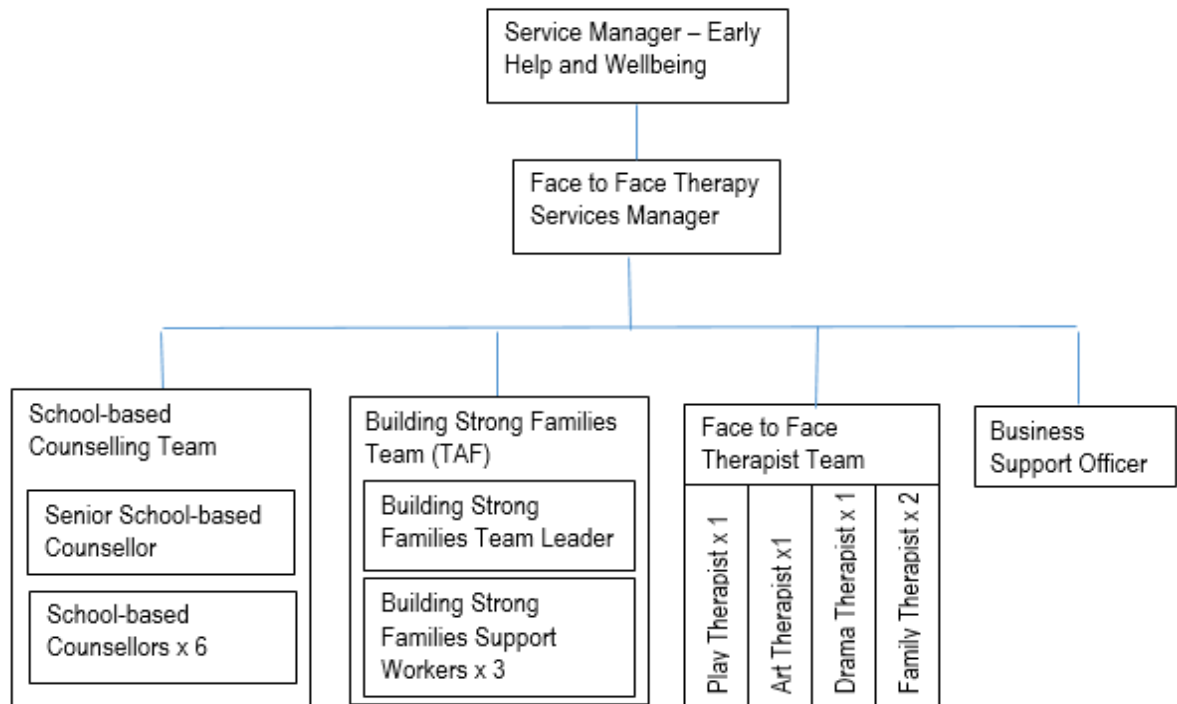 Service Manager – Early
Help and Wellbeing
Face to Face Therapy
Services Manager
School-based
Counselling Team
Senior School-based
Counsellor
School-based
Counsellors x 6
Building Strong Families
Team (TAF)
Building Strong
Families Team Leader
Building Strong
Families Support
Workers x 3
Face to Face
Therapist Team
Play Therapist x 1
Art Therapist x1
Drama Therapist x 1
Family Therapist x 2
Business
Support Officer